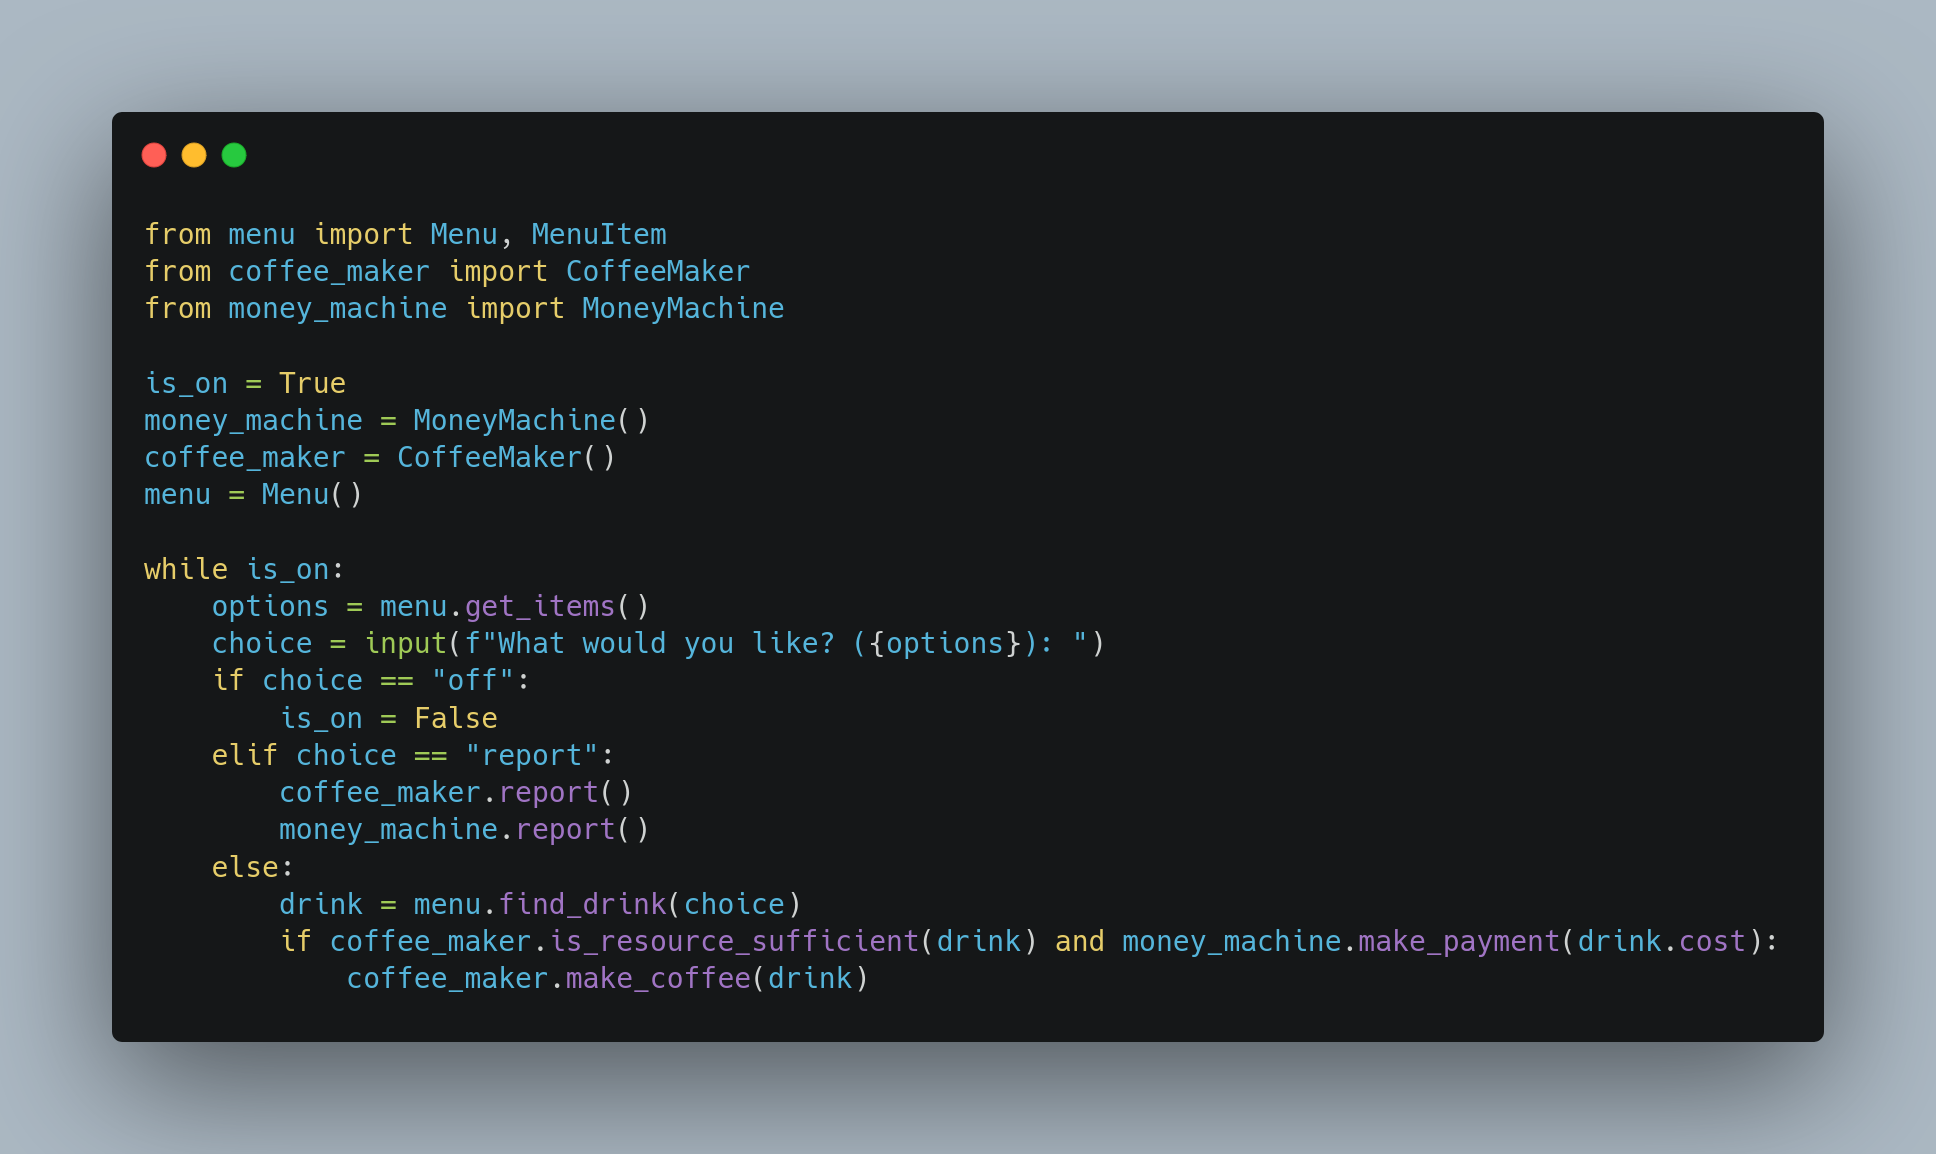 from menu import Menu, MenuItem
from coffee_maker import CoffeeMaker
from money_machine import MoneyMachine

is_on = True
money_machine = MoneyMachine()
coffee_maker = CoffeeMaker()
menu = Menu()

while is_on:
    options = menu.get_items()
    choice = input(f"What would you like? ({options}): ")
    if choice == "off":
        is_on = False
    elif choice == "report":
        coffee_maker.report()
        money_machine.report()
    else:
        drink = menu.find_drink(choice)
        if coffee_maker.is_resource_sufficient(drink) and money_machine.make_payment(drink.cost):
            coffee_maker.make_coffee(drink)